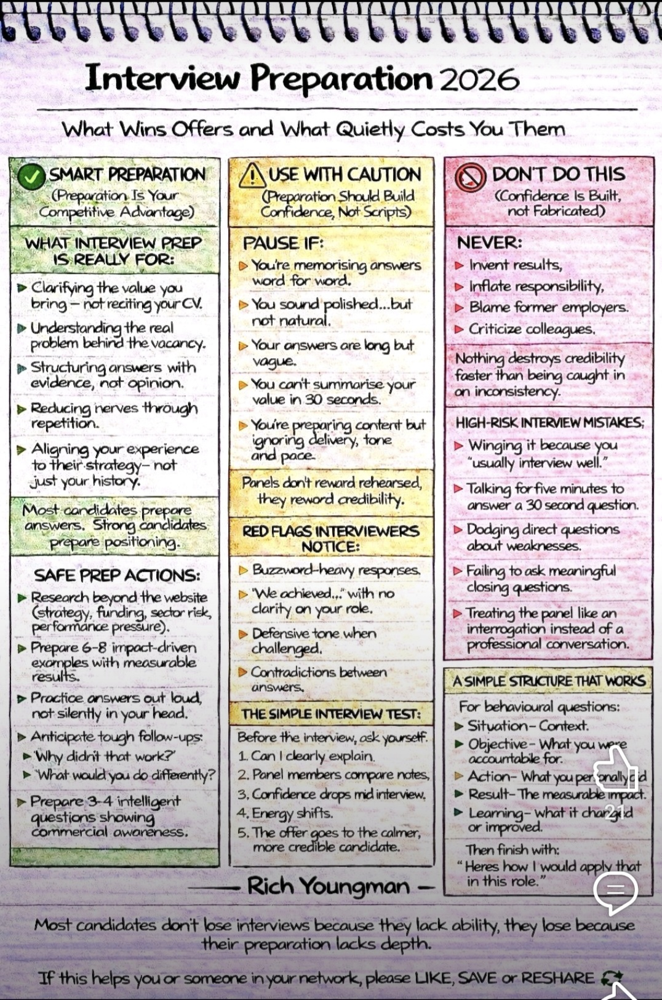 Interview Preparation 2026
What Wins Offers and What Quietly Costs You Them
SMART PREPARATION
(Preparation Is Your
Competitive Advantage)
WHAT INTERVIEW PREP
IS REALLY FOR:
Clarifying the value you
bring – not reciting your CV.
Understanding the real
problem behind the vacancy.
Structuring answers with
evidence, not opinion.
Reducing nerves through
repetition.
Aligning your experience
to their strategy– not
just your history.
Most candidates prepare
answers. Strong candidates
prepare positioning.
SAFE PREP ACTIONS:
Research beyond the website
(strategy, funding, sector risk,
performance pressure).
Prepare 6-8 impact-driven
examples with measurable
results.
Practice answers out loud,
not silently in your head.
Anticipate tough follow-ups:
'Why didn't that work?'
"What would you do differently?
Prepare 3-4 intelligent
questions showing
commercial awareness.
USE WITH CAUTION
(Preparation Should Build
Confidence, Not Scripts)
PAUSE IF:
You're memorising answers
word for word.
You sound polished...but
not natural.
Your answers are long but
vague.
You can't summarise your
value in 30 seconds.
You're preparing content but
ignoring delivery, tone
and pace.
Panels don't reward rehearsed,
they reward credibility.
RED FLAGS INTERVIEWERS
NOTICE:
Buzzword-heavy responses.
"We achieved..." with no
clarity on your role.
Defensive tone when
challenged.
Contradictions between
answers.
THE SIMPLE INTERVIEW TEST:
Before the interview, ask yourself.
1. Can I clearly explain.
2. Panel members compare notes,
3, Confidence drops mid interview.
4. Energy shifts.
5. The offer goes to the calmer,
more credible candidate.
DON'T DO THIS
(Confidence Is Built,
not Fabricated)
NEVER:
Invent results,
Inflate responsibility,
Blame former employers.
Criticize colleagues.
Nothing destroys credibility
faster than being caught in
an inconsistency.
HIGH-RISK INTERVIEW MISTAKES;
Winging it because you
"usually interview well."
Talking for five minutes to
answer a 30 second question.
Dodging direct questions
about weaknesses.
Failing to ask meaningful
closing questions.
Treating the panel like an
interrogation instead of a
professional conversation.
A SIMPLE STRUCTURE THAT WORKS
For behavioural questions:
Situation– Context.
Objective – What you were
accountable for.
Action– What you personally did
Result– The measurable impact.
Learning– What it changed
or improved.
Then finish with:
"Heres how I would apply that
in this role."
21
Rich Youngman
Most candidates don't lose interviews because they lack ability, they lose because
their preparation lacks depth.
If this helps you or someone in your network, please LIKE, SAVE or RESHARE